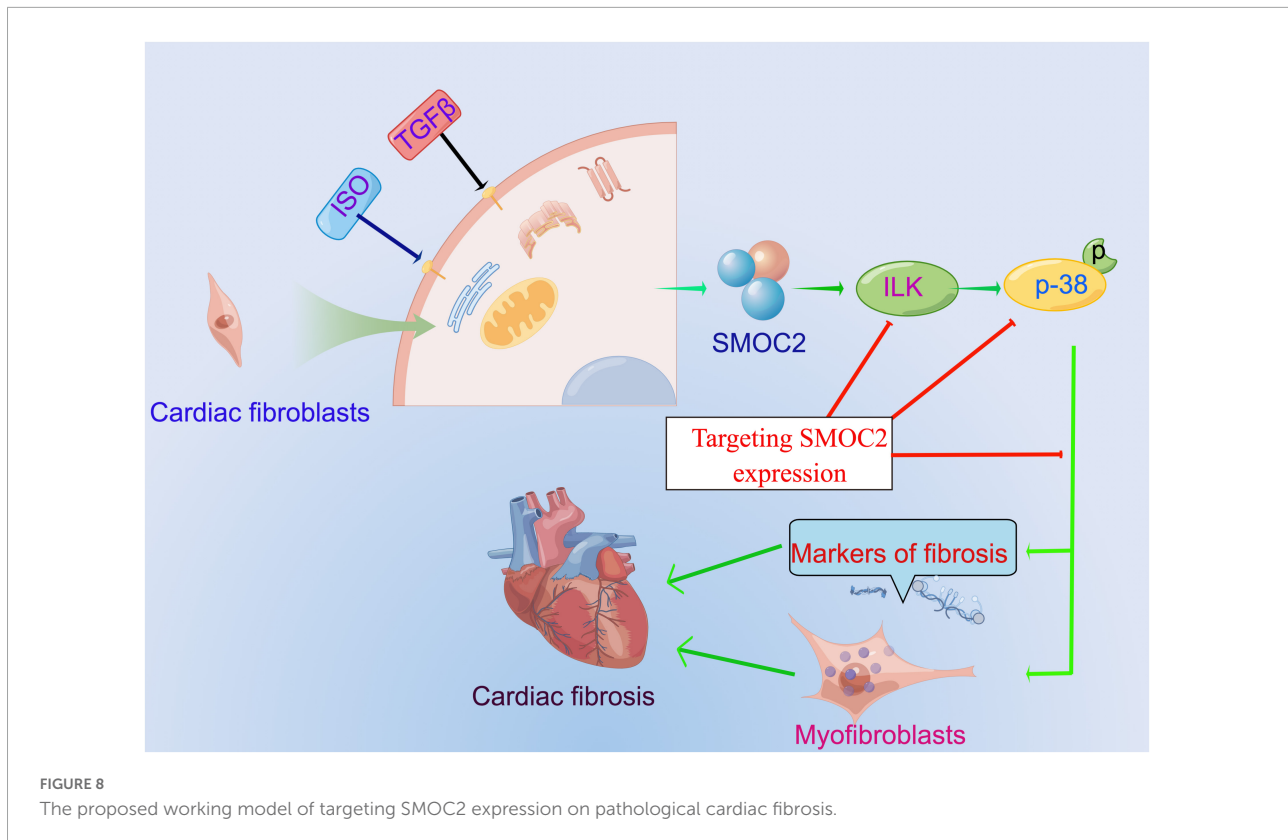 TGFβ
ISO
Cardiac fibroblasts
SMOC2
ILK
p-38
p
Targeting SMOC2
expression
Markers of fibrosis
Cardiac fibrosis
Myofibroblasts
FIGURE 8
The proposed working model of targeting SMOC2 expression on pathological cardiac fibrosis.